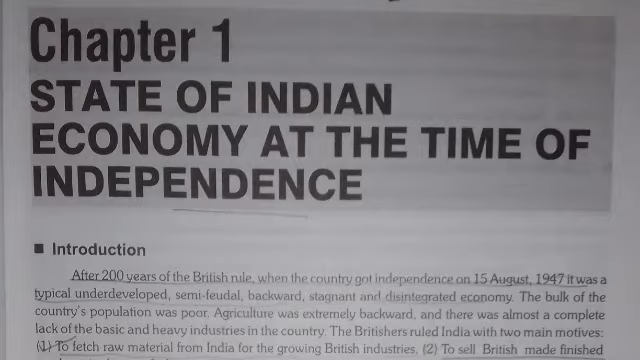 Chapter 1
STATE OF INDIAN
ECONOMY AT THE TIME OF
INDEPENDENCE
■ Introduction
After 200 years of the British rule, when the country got independence on 15 August, 1947 it was a
typical underdeveloped, semi-feudal, backward, stagnant and disintegrated economy. The bulk of the
country's population was poor. Agriculture was extremely backward, and there was almost a complete
lack of the basic and heavy industries in the country. The Britishers ruled India with two main motives:
(1) To fetch raw material from India for the growing British industries, (2) To sell British made finished